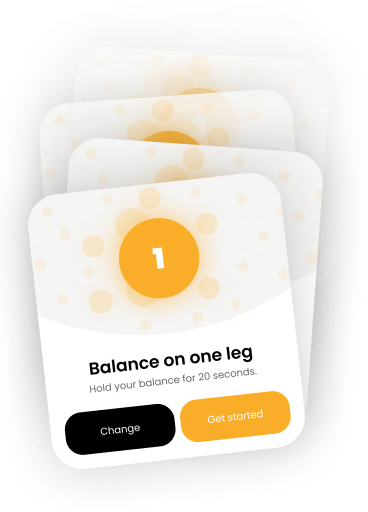 1
Balance on one leg
Hold your balance for 20 seconds.
Change
Get started